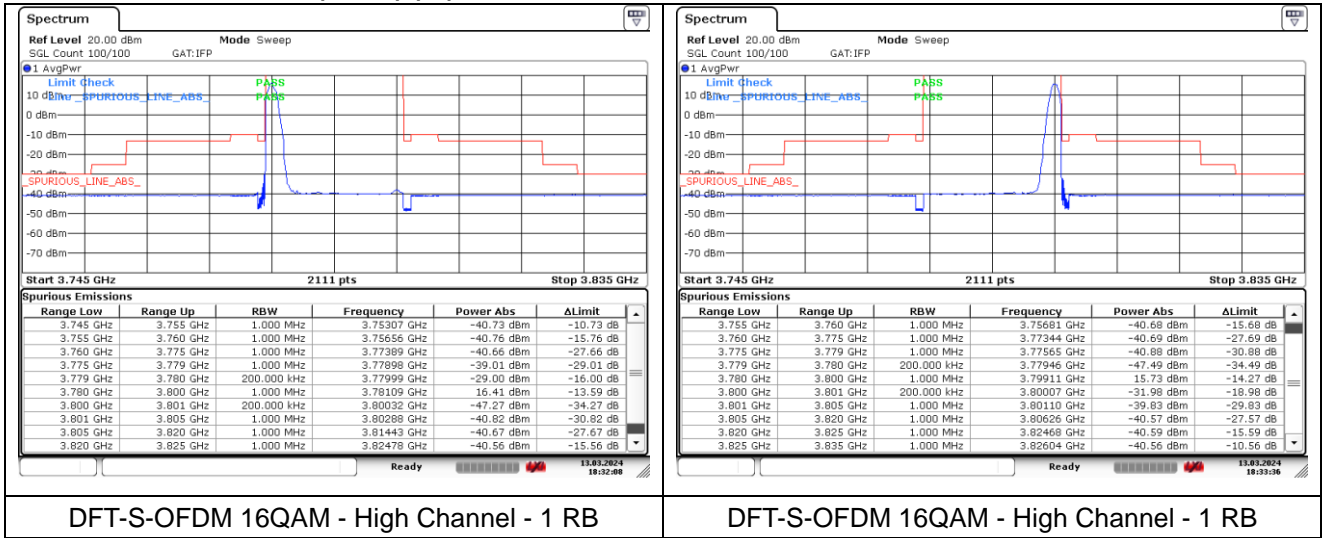 Spectrum
Ref Level 20.00 dBm Mode Sweep
SGL Count 100/100 GAT:IFP
1 AvgPwr
Limit Check PASS
Line _SPURIOUS_LINE_ABS_ PASS
10 dBm
0 dBm
-10 dBm
-20 dBm
-30 dBm
_SPURIOUS_LINE_ABS_
-40 dBm
-50 dBm
-60 dBm
-70 dBm
Start 3.745 GHz 2111 pts Stop 3.835 GHz
Spurious Emissions
Range Low Range Up RBW Frequency Power Abs ΔLimit
3.745 GHz 3.755 GHz 1.000 MHz 3.75307 GHz -40.73 dBm -10.73 dB
3.755 GHz 3.760 GHz 1.000 MHz 3.75656 GHz -40.76 dBm -15.76 dB
3.760 GHz 3.775 GHz 1.000 MHz 3.77389 GHz -40.66 dBm -27.66 dB
3.775 GHz 3.779 GHz 1.000 MHz 3.77898 GHz -39.01 dBm -29.01 dB
3.779 GHz 3.780 GHz 200.000 kHz 3.77999 GHz -29.00 dBm -16.00 dB
3.780 GHz 3.800 GHz 1.000 MHz 3.78109 GHz 16.41 dBm -13.59 dB
3.800 GHz 3.801 GHz 200.000 kHz 3.80032 GHz -47.27 dBm -34.27 dB
3.801 GHz 3.805 GHz 1.000 MHz 3.80288 GHz -40.82 dBm -30.82 dB
3.805 GHz 3.820 GHz 1.000 MHz 3.81443 GHz -40.67 dBm -27.67 dB
3.820 GHz 3.825 GHz 1.000 MHz 3.82478 GHz -40.56 dBm -15.56 dB
Ready 13.03.2024
18:32:08
DFT-S-OFDM 16QAM - High Channel - 1 RB
Spectrum
Ref Level 20.00 dBm Mode Sweep
SGL Count 100/100 GAT:IFP
1 AvgPwr
Limit Check PASS
Line _SPURIOUS_LINE_ABS_ PASS
10 dBm
0 dBm
-10 dBm
-20 dBm
-30 dBm
_SPURIOUS_LINE_ABS_
-40 dBm
-50 dBm
-60 dBm
-70 dBm
Start 3.745 GHz 2111 pts Stop 3.835 GHz
Spurious Emissions
Range Low Range Up RBW Frequency Power Abs ΔLimit
3.755 GHz 3.760 GHz 1.000 MHz 3.75681 GHz -40.68 dBm -15.68 dB
3.760 GHz 3.775 GHz 1.000 MHz 3.77344 GHz -40.69 dBm -27.69 dB
3.775 GHz 3.779 GHz 1.000 MHz 3.77565 GHz -40.88 dBm -30.88 dB
3.779 GHz 3.780 GHz 200.000 kHz 3.77946 GHz -47.49 dBm -34.49 dB
3.780 GHz 3.800 GHz 1.000 MHz 3.79911 GHz 15.73 dBm -14.27 dB
3.800 GHz 3.801 GHz 200.000 kHz 3.80007 GHz -31.98 dBm -18.98 dB
3.801 GHz 3.805 GHz 1.000 MHz 3.80110 GHz -39.83 dBm -29.83 dB
3.805 GHz 3.820 GHz 1.000 MHz 3.80626 GHz -40.57 dBm -27.57 dB
3.820 GHz 3.825 GHz 1.000 MHz 3.82468 GHz -40.59 dBm -15.59 dB
3.825 GHz 3.835 GHz 1.000 MHz 3.82604 GHz -40.56 dBm -10.56 dB
Ready 13.03.2024
18:33:36
DFT-S-OFDM 16QAM - High Channel - 1 RB